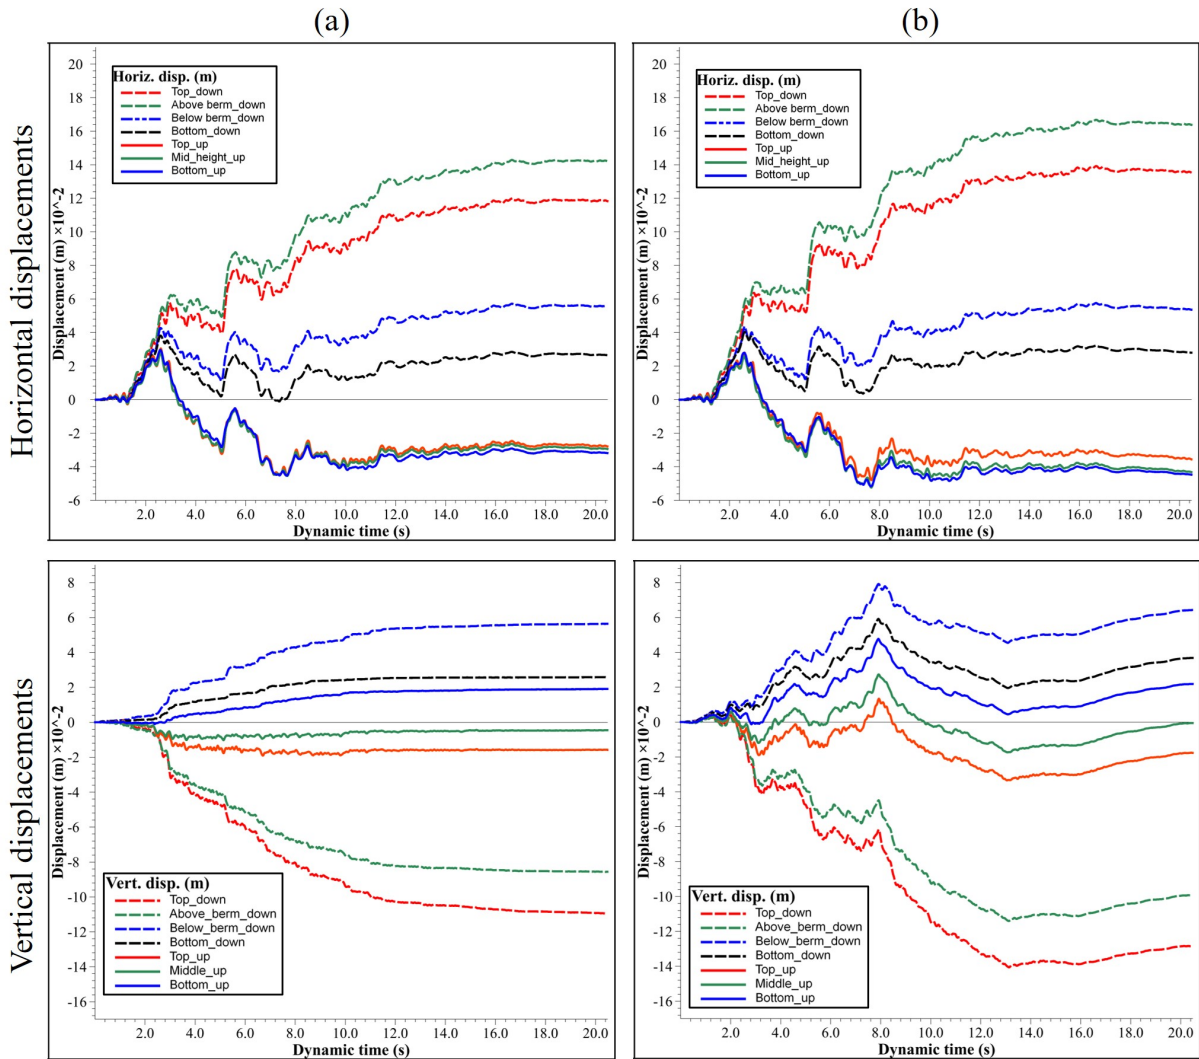 (a)
(b)
Horizontal displacements
Displacement (m) ×10^-2
20
18
16
14
12
10
8
6
4
2
0
-2
-4
-6
Horiz. disp. (m)
Top_down
Above berm_down
Below berm_down
Bottom_down
Top_up
Mid_height_up
Bottom_up
2.0 4.0 6.0 8.0 10.0 12.0 14.0 16.0 18.0 20.0
Dynamic time (s)
Displacement (m) ×10^-2
20
18
16
14
12
10
8
6
4
2
0
-2
-4
-6
Horiz. disp. (m)
Top_down
Above berm_down
Below berm_down
Bottom_down
Top_up
Mid_height_up
Bottom_up
2.0 4.0 6.0 8.0 10.0 12.0 14.0 16.0 18.0 20.0
Dynamic time (s)
Vertical displacements
Displacement (m) ×10^-2
8
6
4
2
0
-2
-4
-6
-8
-10
-12
-14
-16
Vert. disp. (m)
Top_down
Above_berm_down
Below_berm_down
Bottom_down
Top_up
Middle_up
Bottom_up
2.0 4.0 6.0 8.0 10.0 12.0 14.0 16.0 18.0 20.0
Dynamic time (s)
Displacement (m) ×10^-2
8
6
4
2
0
-2
-4
-6
-8
-10
-12
-14
-16
Vert. disp. (m)
Top_down
Above_berm_down
Below_berm_down
Bottom_down
Top_up
Middle_up
Bottom_up
2.0 4.0 6.0 8.0 10.0 12.0 14.0 16.0 18.0 20.0
Dynamic time (s)